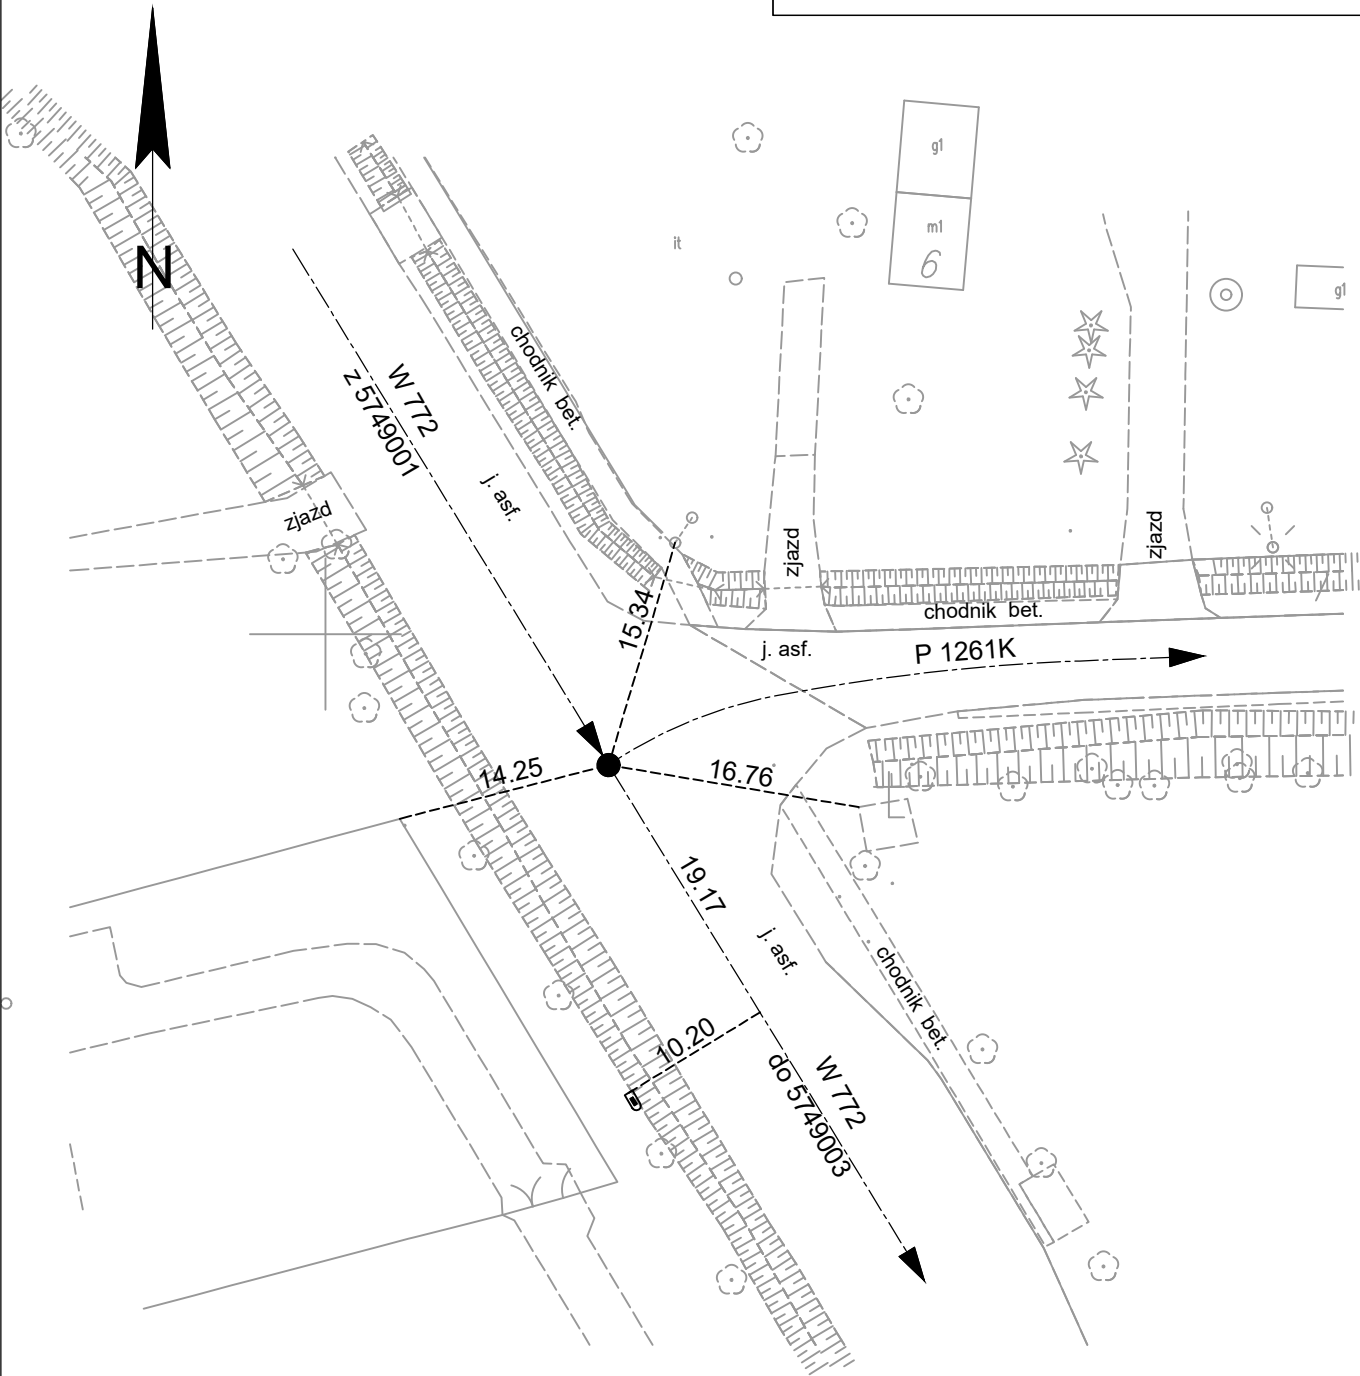 N
g1
m1
6
it
g1
chodnik bet.
W 772
z 5749001
j. asf.
zjazd
zjazd
zjazd
15.34
chodnik bet.
j. asf.
P 1261K
14.25
16.76
19.17
j. asf.
chodnik bet.
10.20
W 772
do 5749003